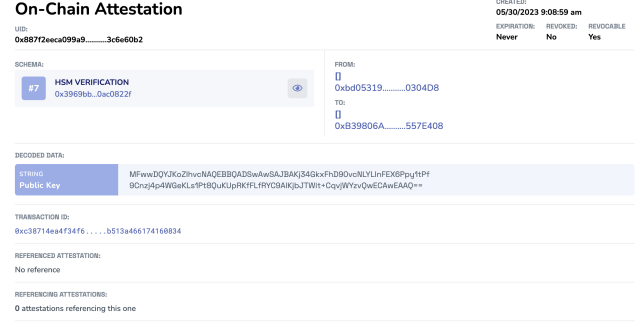 On-Chain Attestation
CREATED:
05/30/2023 9:08:59 am
UID:
0x887f2eeca099a9..........3c6e60b2
EXPIRATION: REVOKED: REVOCABLE
Never No Yes
SCHEMA:
#7 HSM VERIFICATION
0x3969bb...0ac0822f
FROM:
[]
0xbd05319...........0304D8
TO:
[]
0xB39806A...........557E408
DECODED DATA:
STRING
Public Key
MFwwDQYJKoZIhvcNAQEBBQADSwAwSAJBAKj34GkxFhD90vcNLYLInFEX6Ppy1tPf
9Cnzj4p4WGeKLs1Pt8QuKUpRKfFLfRYC9AIKjbJTWit+CqvjWYzvQwECAwEAAQ==
TRANSACTION ID:
0xc38714ea4f34f6.....b513a466174160834
REFERENCED ATTESTATION:
No reference
REFERENCING ATTESTATIONS:
0 attestations referencing this one